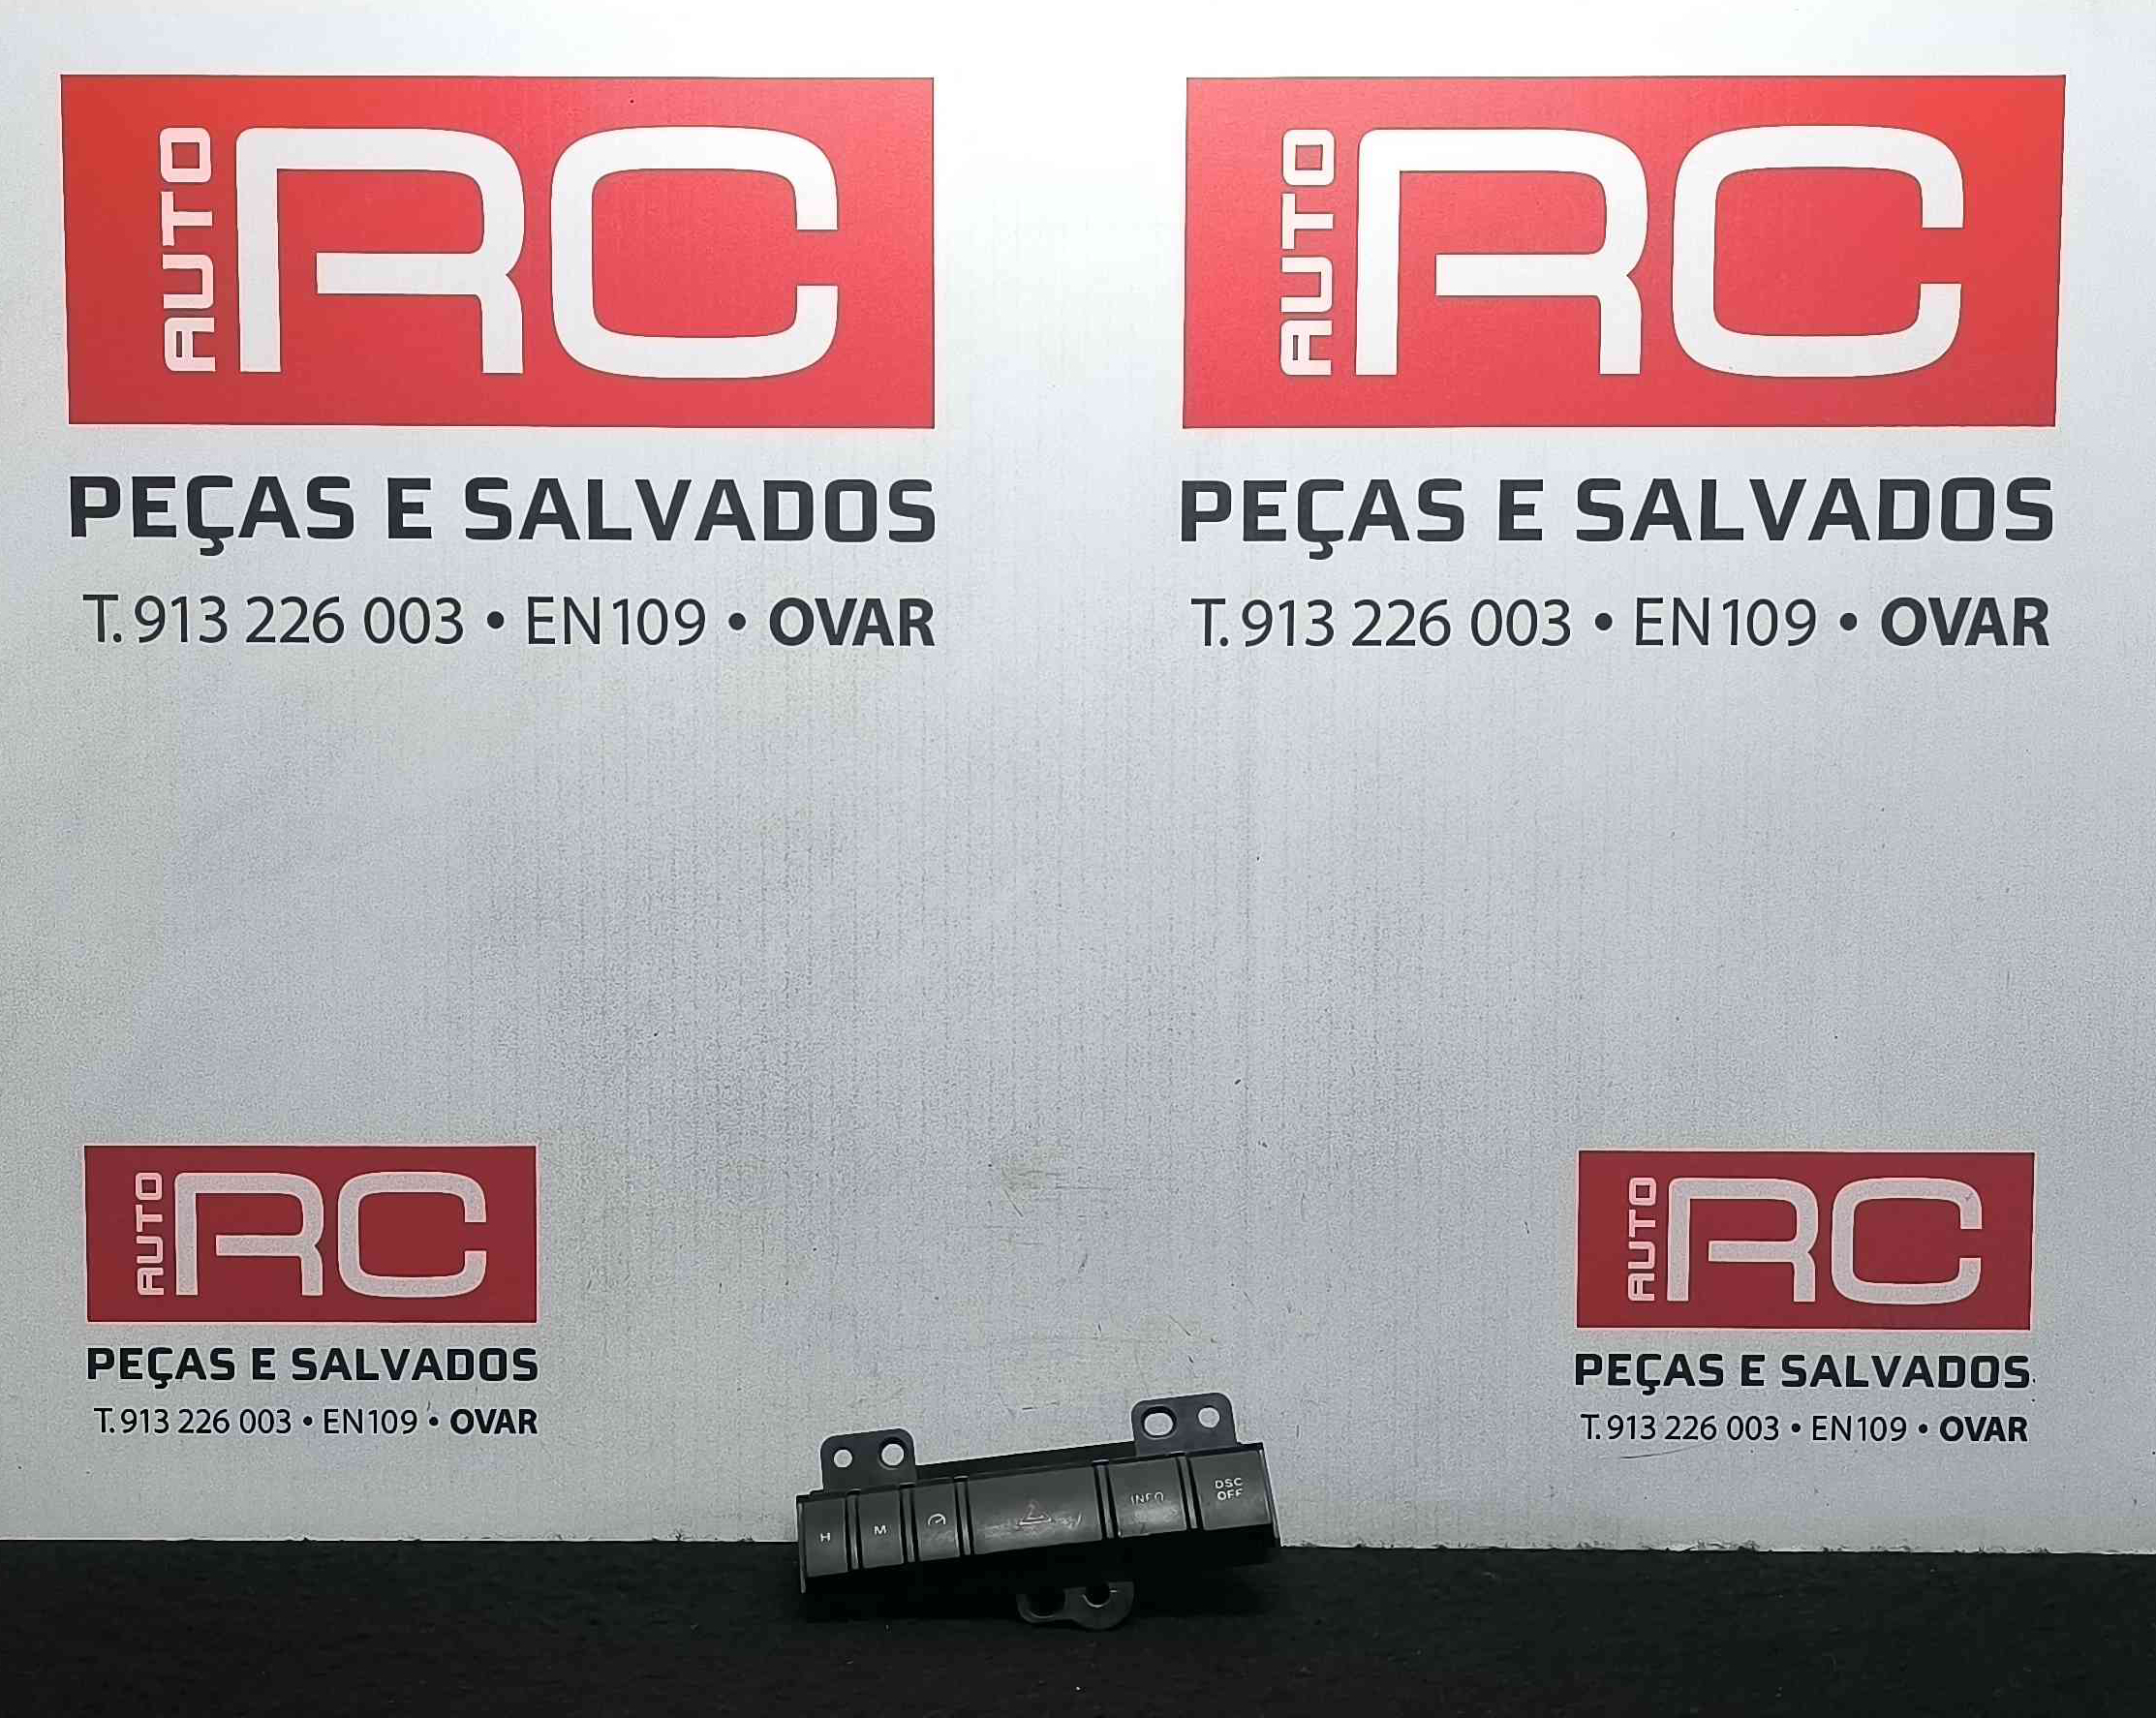 AUTO RC
PEÇAS E SALVADOS
T. 913 226 003 • EN109 • OVAR
AUTO RC
PEÇAS E SALVADOS
T. 913 226 003 • EN109 • OVAR
AUTO RC
PEÇAS E SALVADOS
T. 913 226 003 • EN109 • OVAR
AUTO RC
PEÇAS E SALVADOS
T. 913 226 003 • EN109 • OVAR
H
M
INFO
DSC
OFF